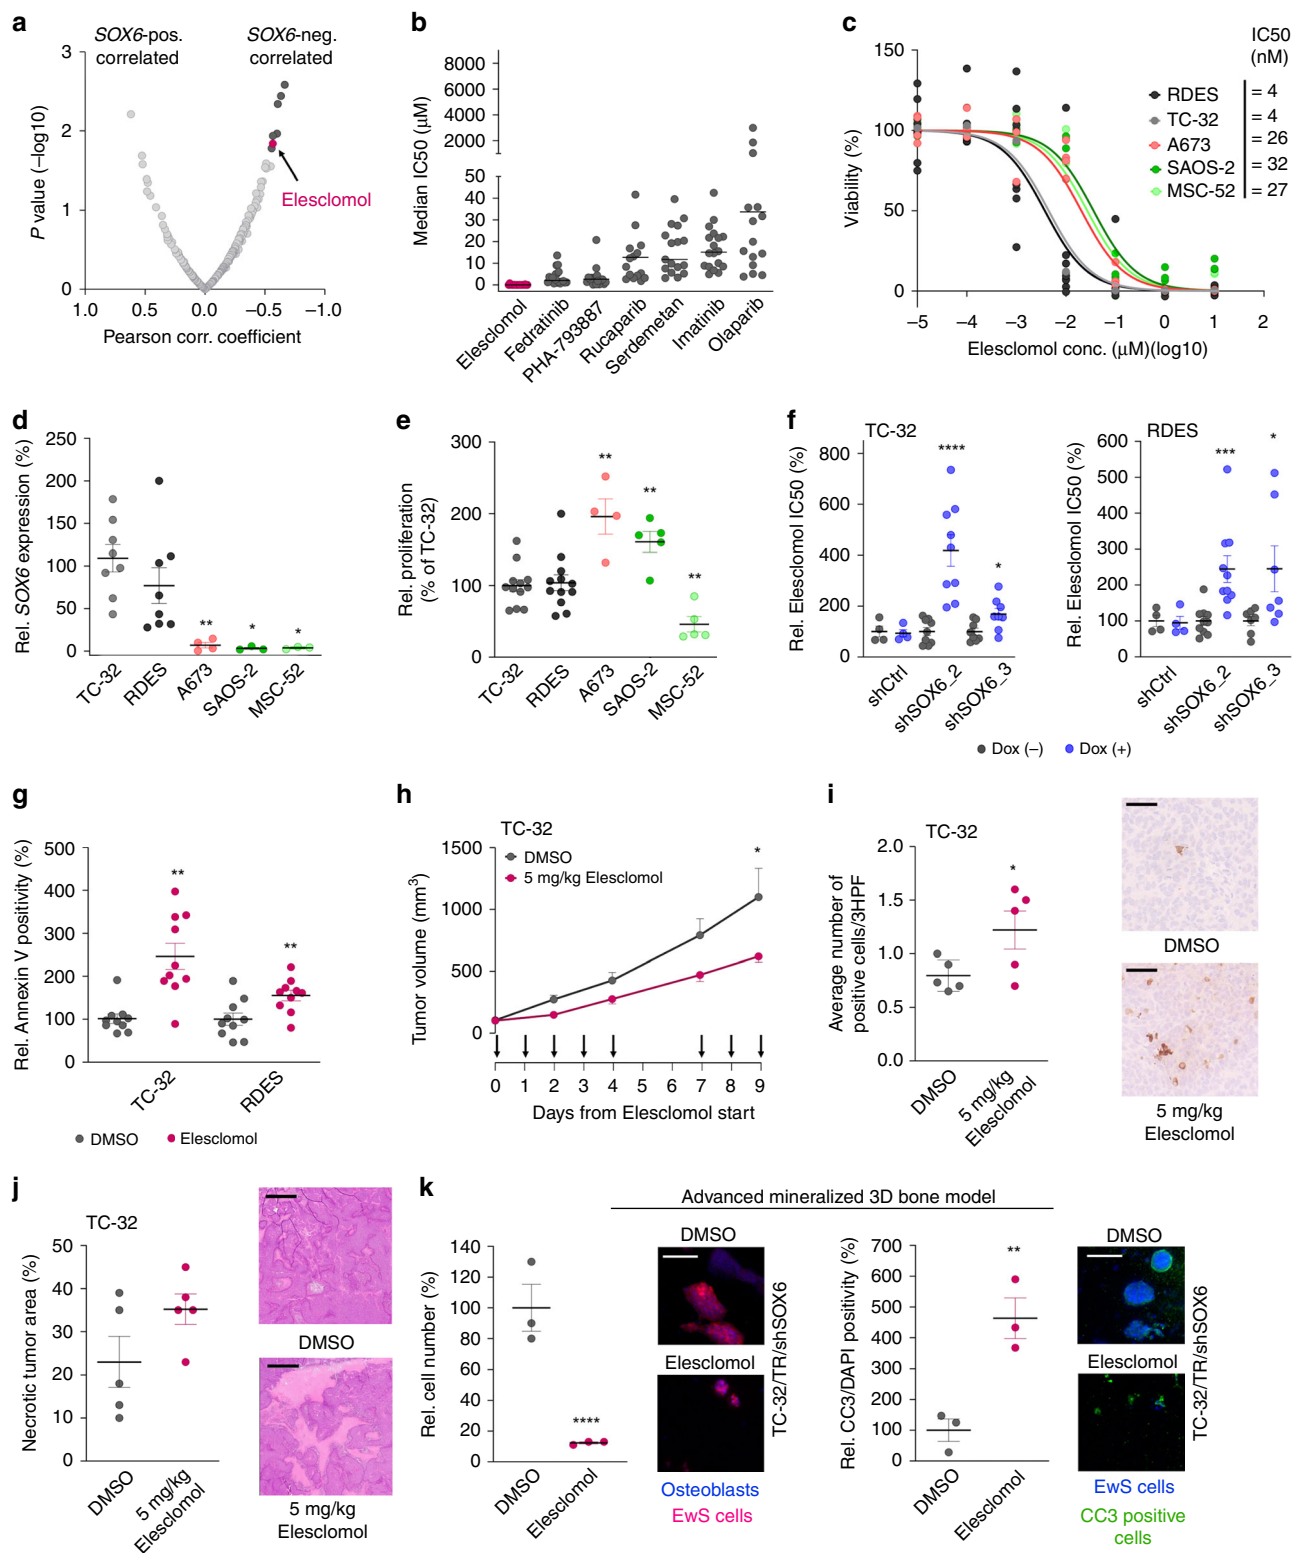 a
SOX6-pos. correlated
SOX6-neg. correlated
P value (–log10)
3
2
1
0
Elesclomol
1.0 0.5 0.0 –0.5 –1.0
Pearson corr. coefficient
b
Median IC50 (μM)
8000
6000
4000
2000
50
40
30
20
10
0
Elesclomol
Fedratinib
PHA-793887
Rucaparib
Serdemetan
Imatinib
Olaparib
c
Viability (%)
150
100
50
0
IC50 (nM)
RDES = 4
TC-32 = 4
A673 = 26
SAOS-2 = 32
MSC-52 = 27
–5 –4 –3 –2 –1 0 1 2
Elesclomol conc. (μM)(log10)
d
Rel. SOX6 expression (%)
250
200
150
100
50
0
** * *
TC-32
RDES
A673
SAOS-2
MSC-52
e
Rel. proliferation (% of TC-32)
300
200
100
0
** ** **
TC-32
RDES
A673
SAOS-2
MSC-52
f
TC-32
Rel. Elesclomol IC50 (%)
800
600
400
200
0
**** *
shCtrl
shSOX6_2
shSOX6_3
RDES
Rel. Elesclomol IC50 (%)
600
500
400
300
200
100
0
*** *
shCtrl
shSOX6_2
shSOX6_3
Dox (–) Dox (+)
g
Rel. Annexin V positivity (%)
500
400
300
200
100
0
** **
TC-32
RDES
DMSO Elesclomol
h
TC-32
DMSO
5 mg/kg Elesclomol
Tumor volume (mm³)
1500
1000
500
0
*
0 1 2 3 4 5 6 7 8 9
Days from Elesclomol start
i
TC-32
Average number of positive cells/3HPF
2.0
1.5
1.0
0.5
0.0
*
DMSO
5 mg/kg Elesclomol
DMSO
5 mg/kg
Elesclomol
j
TC-32
Necrotic tumor area (%)
50
40
30
20
10
0
DMSO
5 mg/kg Elesclomol
DMSO
5 mg/kg
Elesclomol
k
Advanced mineralized 3D bone model
Rel. cell number (%)
140
120
100
80
60
40
20
0
****
DMSO
Elesclomol
DMSO
Elesclomol
TC-32/TR/shSOX6
Osteoblasts
EwS cells
Rel. CC3/DAPI positivity (%)
700
600
500
400
300
200
100
0
**
DMSO
Elesclomol
DMSO
Elesclomol
TC-32/TR/shSOX6
EwS cells
CC3 positive
cells